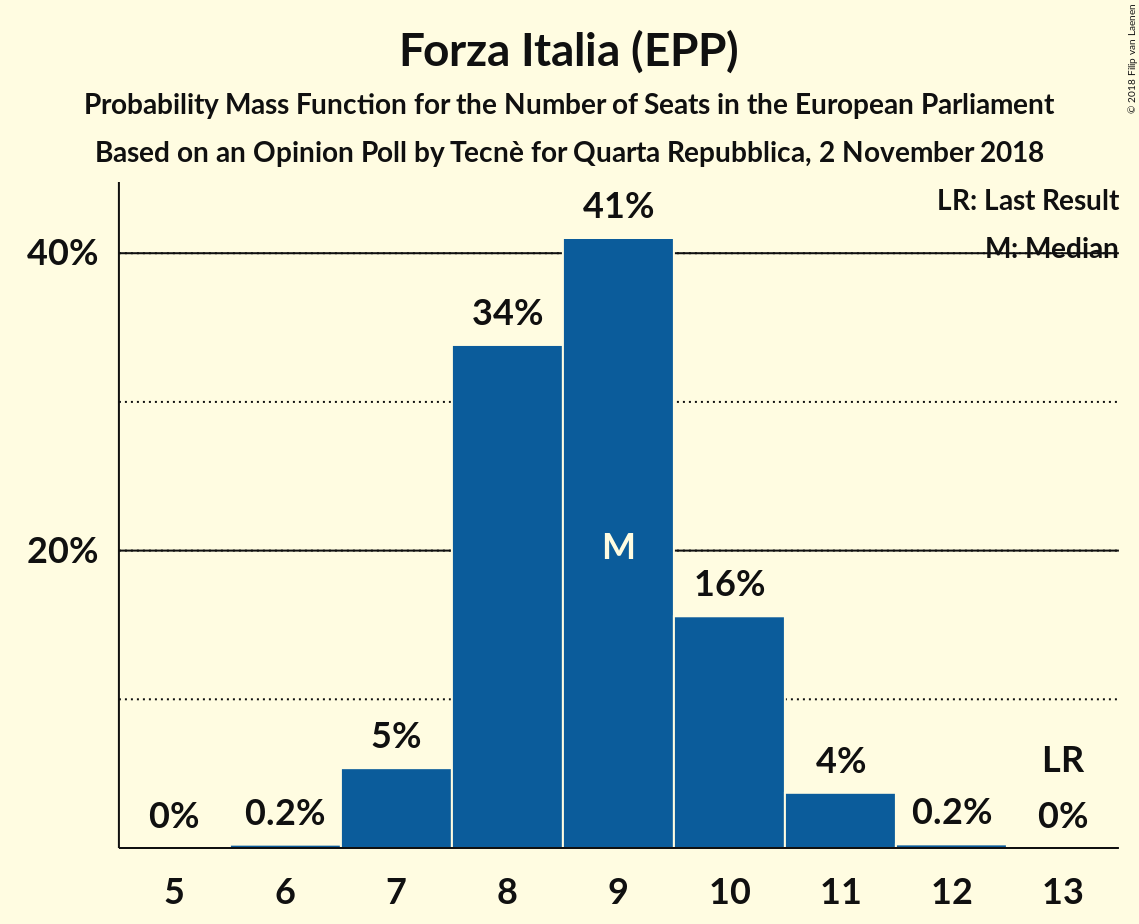 Forza Italia (EPP)
Probability Mass Function for the Number of Seats in the European Parliament
Based on an Opinion Poll by Tecnè for Quarta Repubblica, 2 November 2018
© 2018 Filip van Laenen
LR: Last Result
M: Median
40%
20%
0%
0.2%
5%
34%
41%
M
16%
4%
0.2%
LR
0%
5 6 7 8 9 10 11 12 13